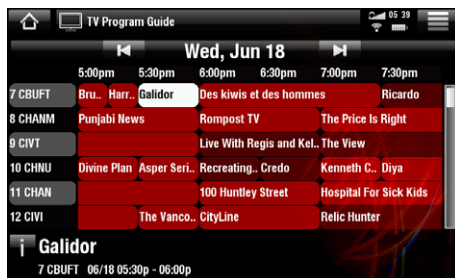 TV Program Guide 05 39
Wed, Jun 18
5:00pm 5:30pm 6:00pm 6:30pm 7:00pm 7:30pm
7 CBUFT Bru.. Harr.. Galidor Des kiwis et des hommes Ricardo
8 CHANM Punjabi News Rompost TV The Price Is Right
9 CIVT Live With Regis and Kel.. The View
10 CHNU Divine Plan Asper Seri.. Recreating.. Credo Kenneth C.. Diya
11 CHAN 100 Huntley Street Hospital For Sick Kids
12 CIVI The Vanco.. CityLine Relic Hunter
i Galidor
7 CBUFT 06/18 05:30p - 06:00p